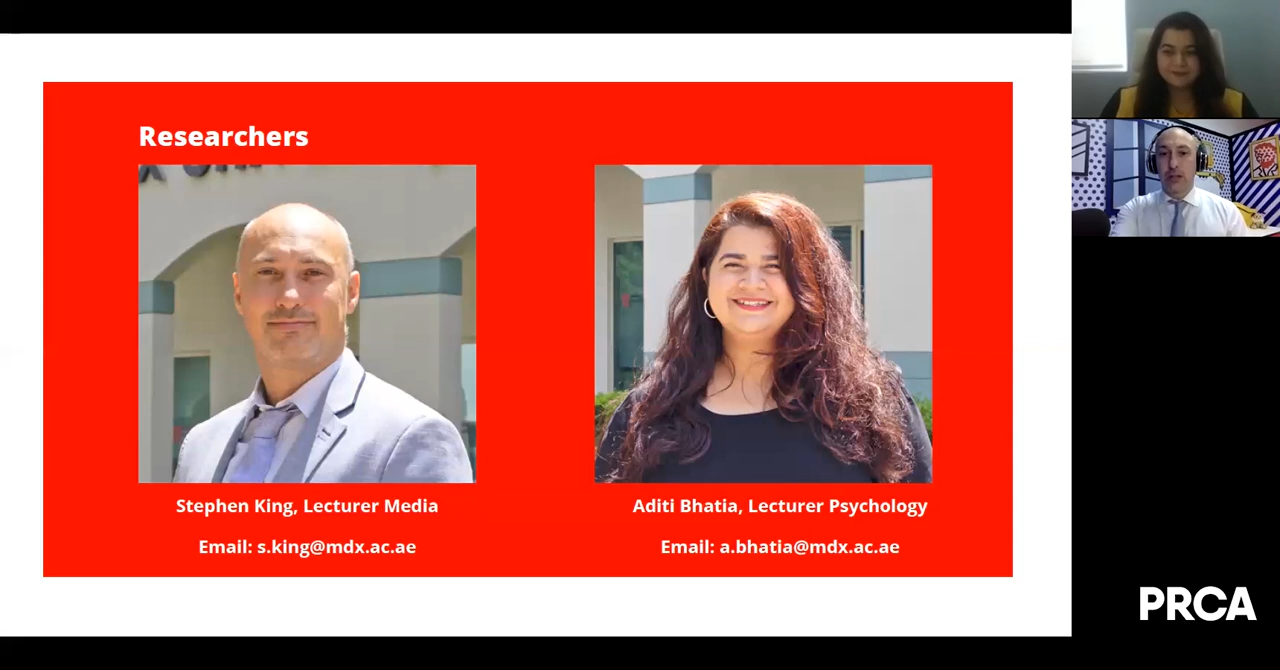 Researchers
Stephen King, Lecturer Media
Email: s.king@mdx.ac.ae
Aditi Bhatia, Lecturer Psychology
Email: a.bhatia@mdx.ac.ae
PRCA